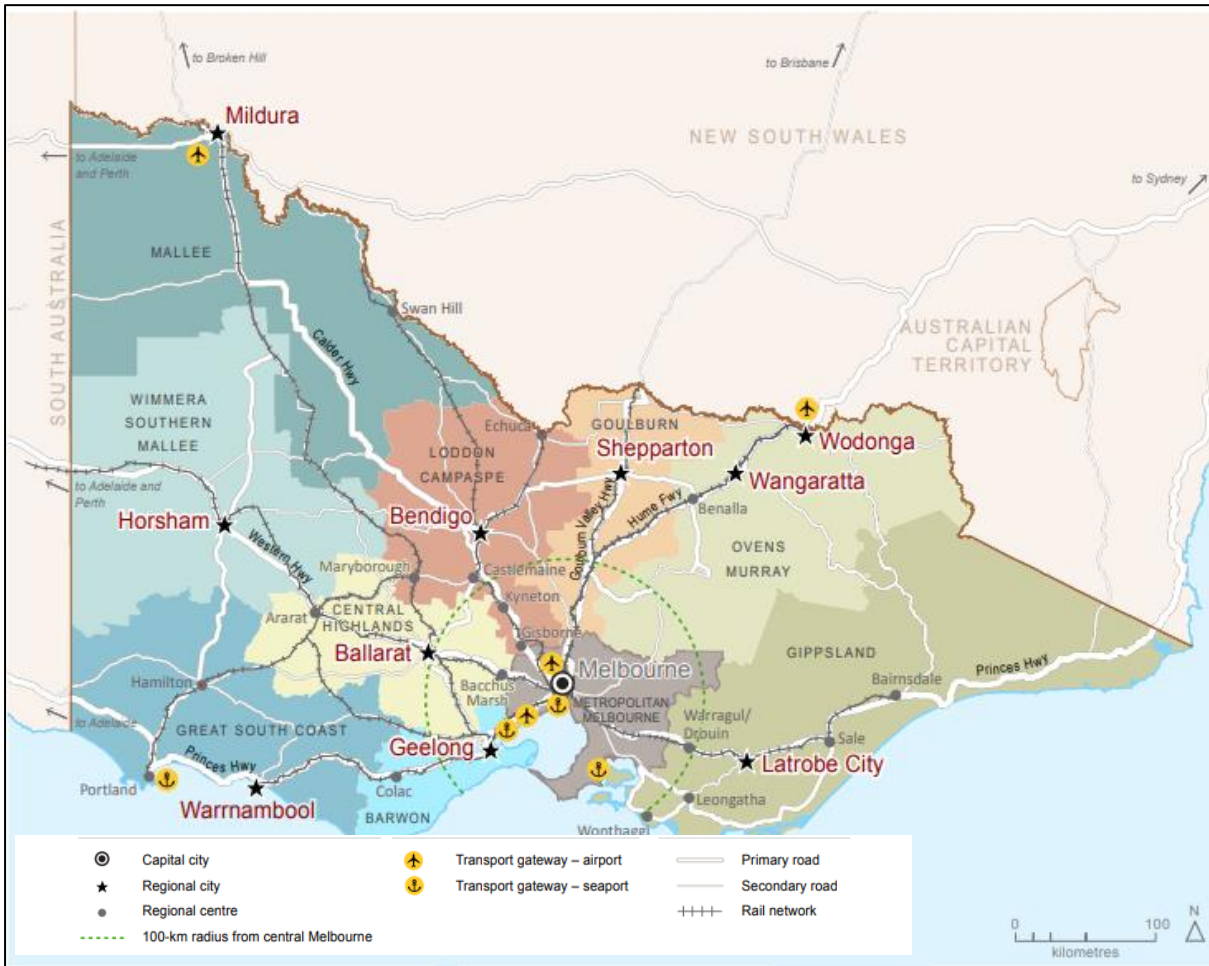 to Broken Hill
to Brisbane
Mildura
NEW SOUTH WALES
to Adelaide
and Perth
to Sydney
SOUTH AUSTRALIA
MALLEE
Swan Hill
Calder Hwy
AUSTRALIAN
CAPITAL
TERRITORY
WIMMERA
SOUTHERN
MALLEE
Echuca
GOULBURN
Wodonga
LODDON
CAMPASPE
Shepparton
Wangaratta
to Adelaide and
Perth
Horsham
Bendigo
Goulburn Valley Hwy
Hume Fwy
Benalla
Western Hwy
OVENS
MURRAY
Maryborough
Castlemaine
Kyneton
Ararat
CENTRAL
HIGHLANDS
Gisborne
Ballarat
Melbourne
GIPPSLAND
Princes Hwy
Hamilton
Bacchus
Marsh
METROPOLITAN
MELBOURNE
Bairnsdale
to Adelaide
GREAT SOUTH COAST
Warragul/
Drouin
Sale
Geelong
Princes Hwy
Latrobe City
Portland
Colac
Warrnambool
BARWON
Leongatha
Wonthaggi
Capital city
Transport gateway – airport
Primary road
Regional city
Transport gateway – seaport
Secondary road
Regional centre
Rail network
100-km radius from central Melbourne
0 100
kilometres
N